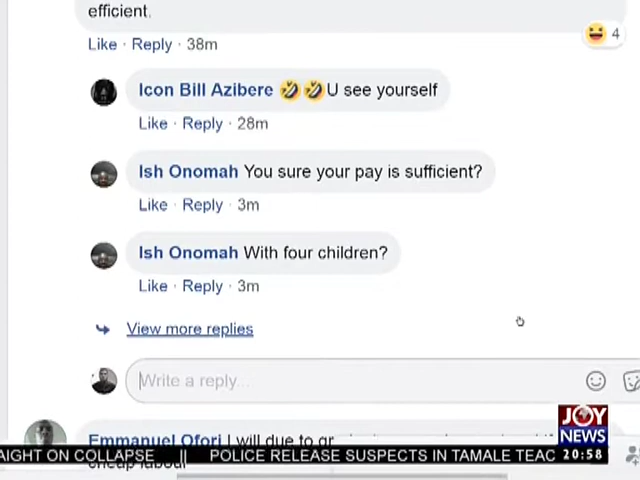 efficient.
Like · Reply · 38m
4
Icon Bill Azibere 🤣🤣U see yourself
Like · Reply · 28m
Ish Onomah You sure your pay is sufficient?
Like · Reply · 3m
Ish Onomah With four children?
Like · Reply · 3m
View more replies
Write a reply...
Emmanuel Ofori I will due to
cheap labour
JOY
NEWS
AIGHT ON COLLAPSE || POLICE RELEASE SUSPECTS IN TAMALE TEAC
20:58